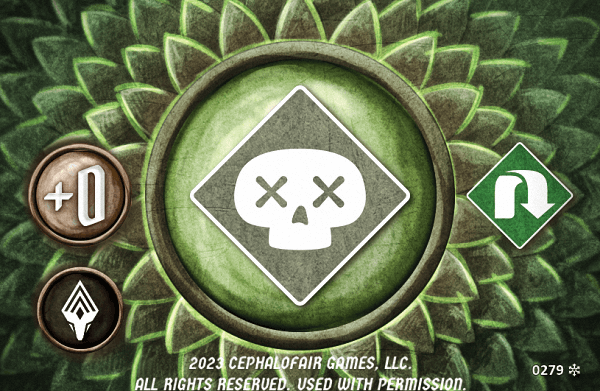 +0
2023 CEPHALOFAIR GAMES, LLC.
ALL RIGHTS RESERVED. USED WITH PERMISSION.
0279